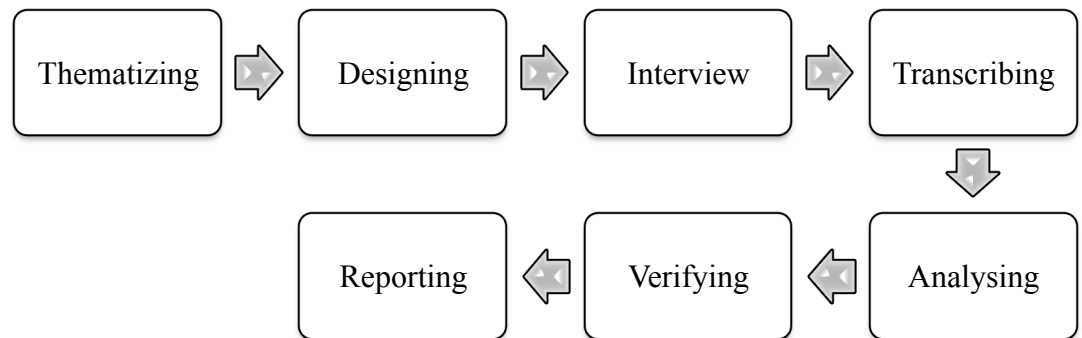 Thematizing
Designing
Interview
Transcribing
Analysing
Verifying
Reporting